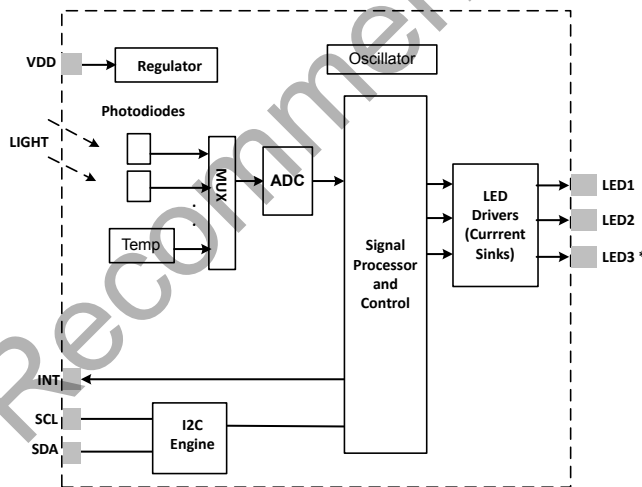 VDD
Regulator
Oscillator
Photodiodes
LIGHT
MUX
ADC
Temp
Signal
Processor
and
Control
LED
Drivers
(Currrent
Sinks)
LED1
LED2
LED3 *
INT
SCL
SDA
I2C
Engine
Recommen